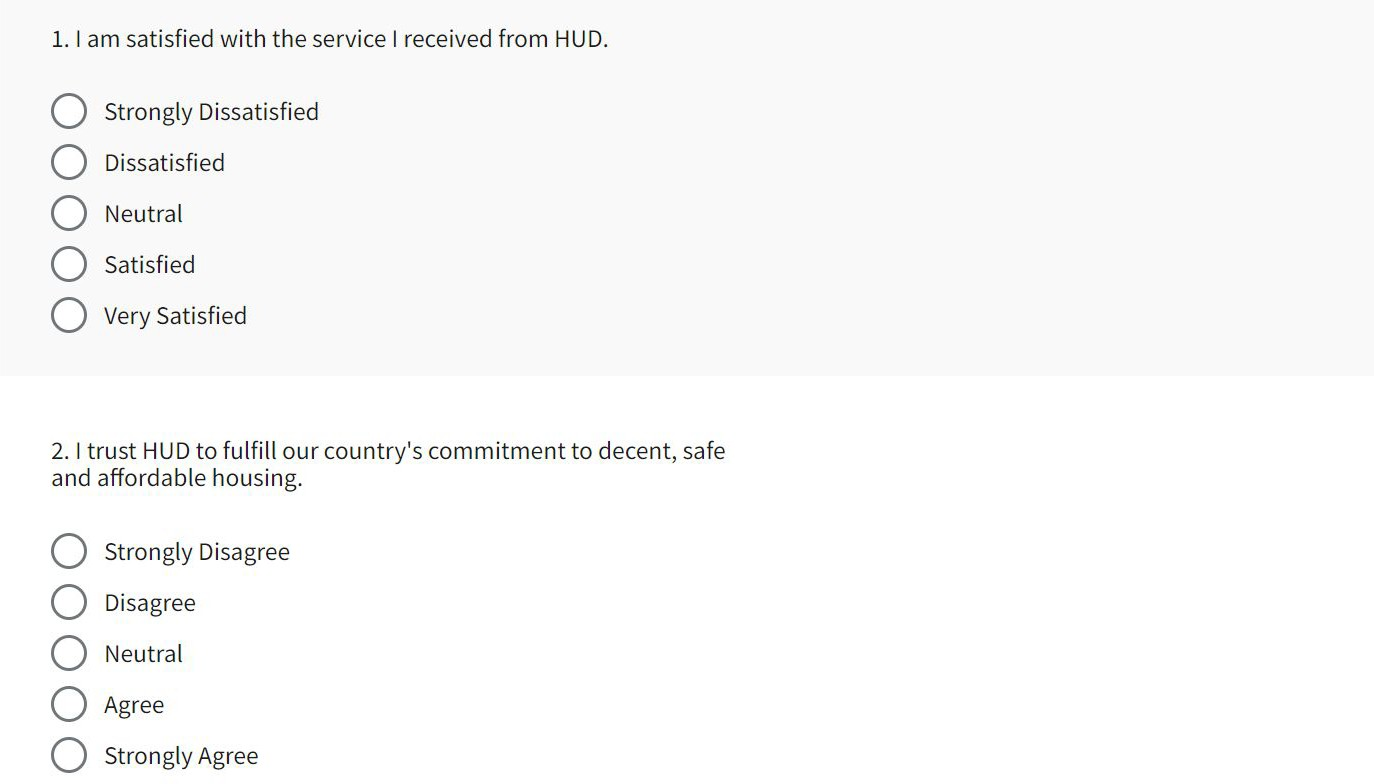 1. I am satisfied with the service I received from HUD.
Strongly Dissatisfied
Dissatisfied
Neutral
Satisfied
Very Satisfied
2. I trust HUD to fulfill our country's commitment to decent, safe
and affordable housing.
Strongly Disagree
Disagree
Neutral
Agree
Strongly Agree